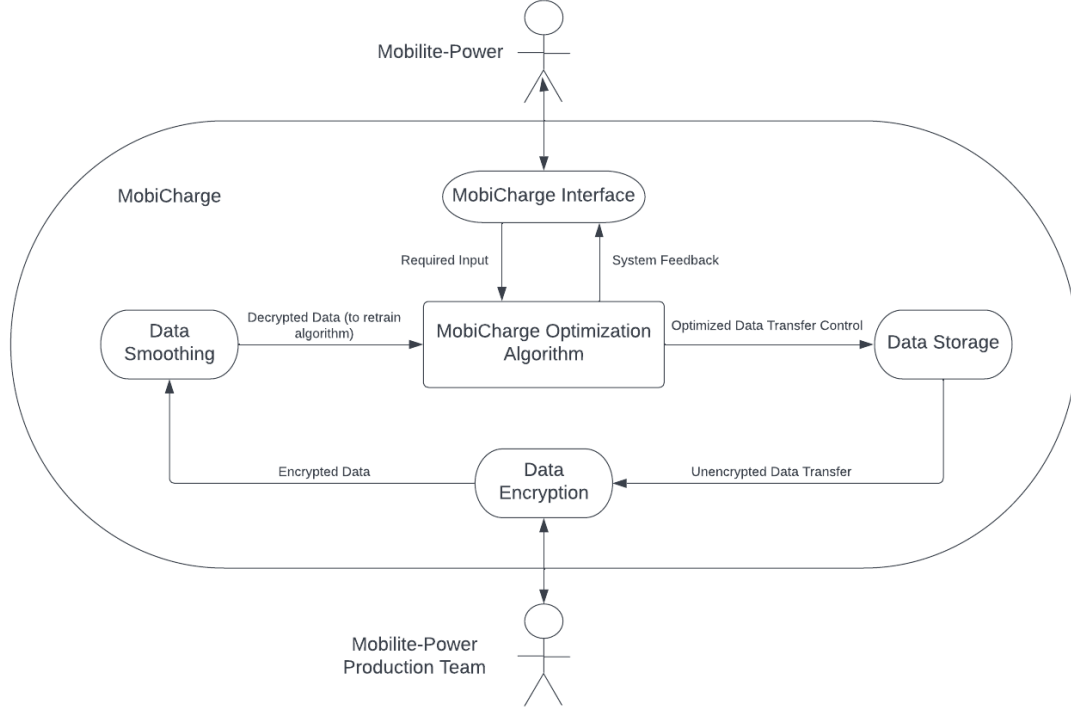 Mobilite-Power
MobiCharge
MobiCharge Interface
Required Input
System Feedback
Data
Smoothing
Decrypted Data (to retrain
algorithm)
MobiCharge Optimization
Algorithm
Optimized Data Transfer Control
Data Storage
Encrypted Data
Data
Encryption
Unencrypted Data Transfer
Mobilite-Power
Production Team